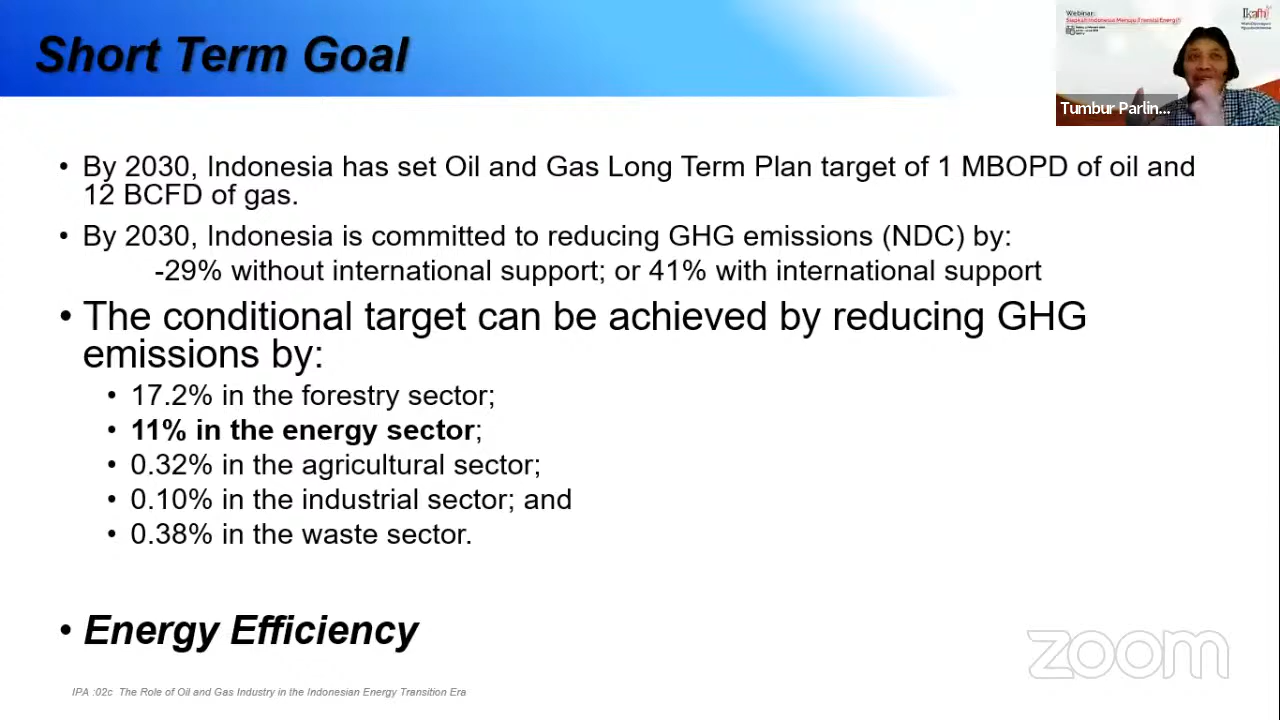 Short Term Goal
Webinar:
Tumbur Parlin...
• By 2030, Indonesia has set Oil and Gas Long Term Plan target of 1 MBOPD of oil and
12 BCFD of gas.
• By 2030, Indonesia is committed to reducing GHG emissions (NDC) by:
-29% without international support; or 41% with international support
• The conditional target can be achieved by reducing GHG
emissions by:
• 17.2% in the forestry sector;
• 11% in the energy sector;
• 0.32% in the agricultural sector;
• 0.10% in the industrial sector; and
• 0.38% in the waste sector.
• Energy Efficiency
zoom
IPA :02c The Role of Oil and Gas Industry in the Indonesian Energy Transition Era